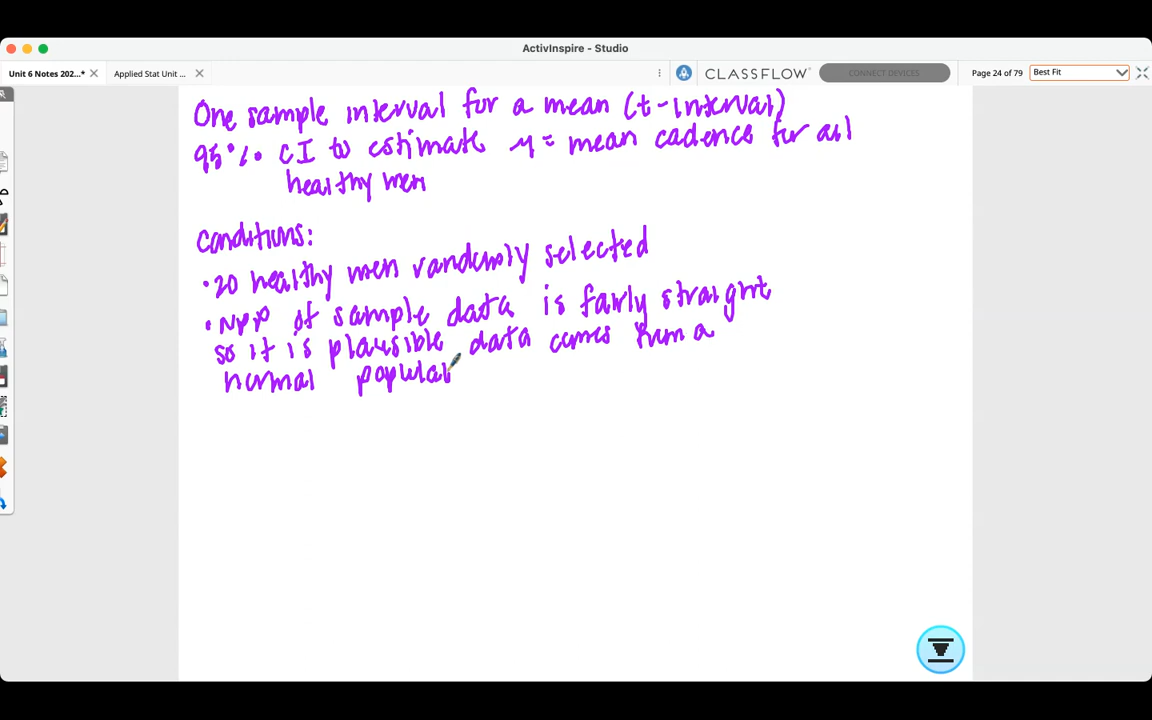 ActivInspire - Studio
Unit 6 Notes 202...*
Applied Stat Unit ...
CLASSFLOW
CONNECT DEVICES
Page 24 of 79
Best Fit
One sample interval for a mean (t-interval)
95% CI to estimate μ = mean cadence for all
healthy men
Conditions:
• 20 healthy men randomly selected
• NPP of sample data is fairly straight
so it is plausible data comes from a
normal populat